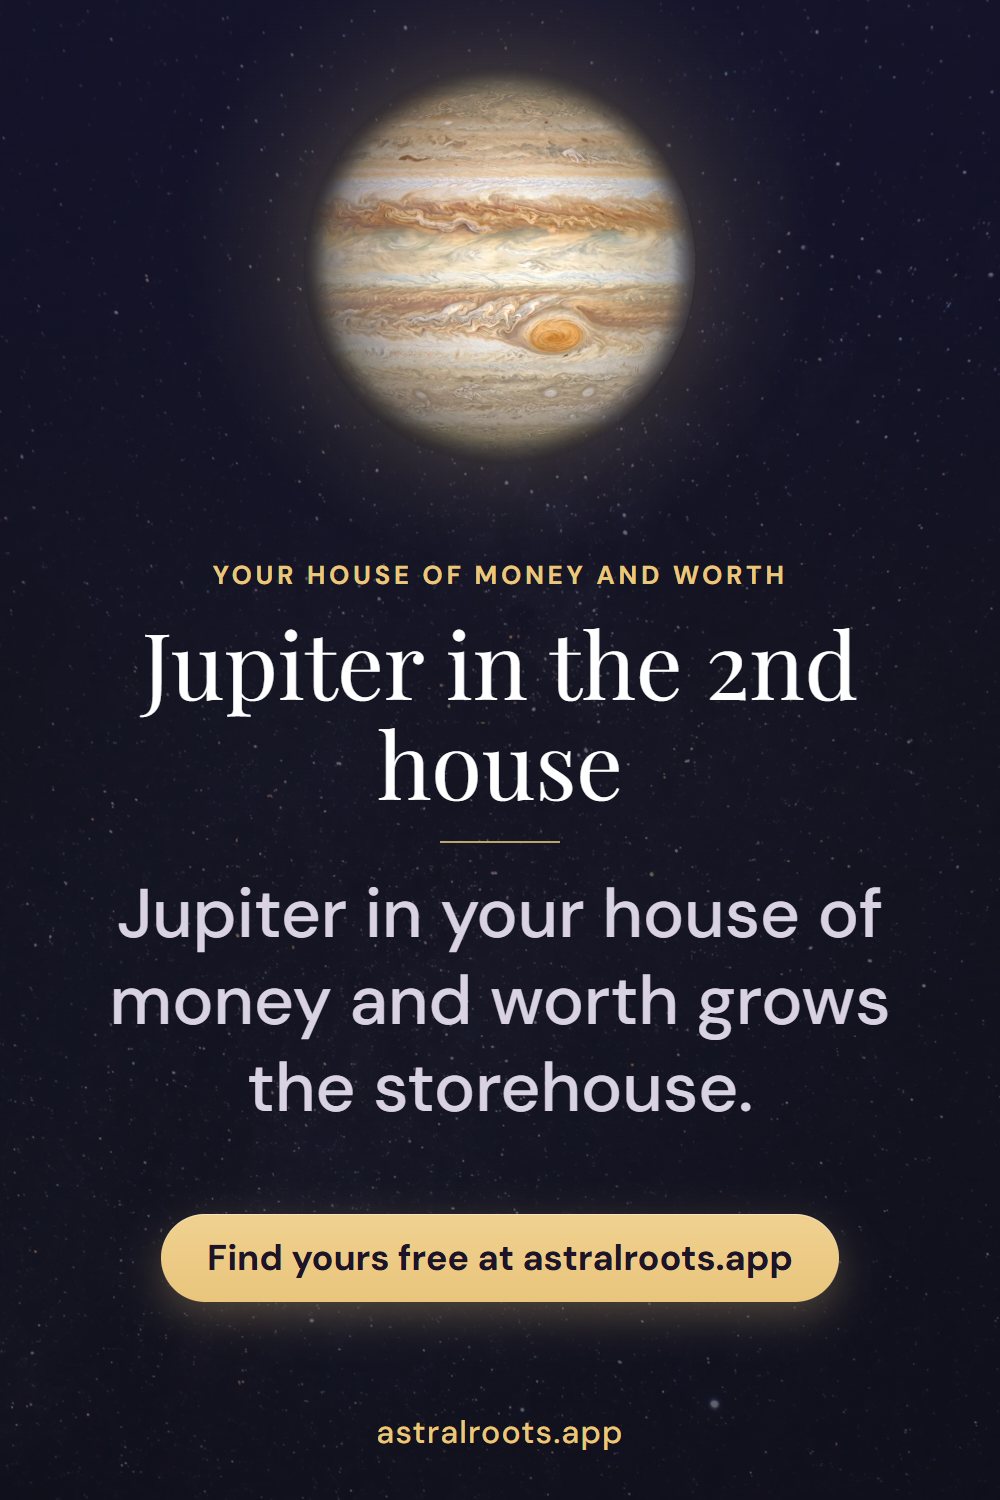 YOUR HOUSE OF MONEY AND WORTH
Jupiter in the 2nd
house
Jupiter in your house of
money and worth grows
the storehouse.
Find yours free at astralroots.app
astralroots.app